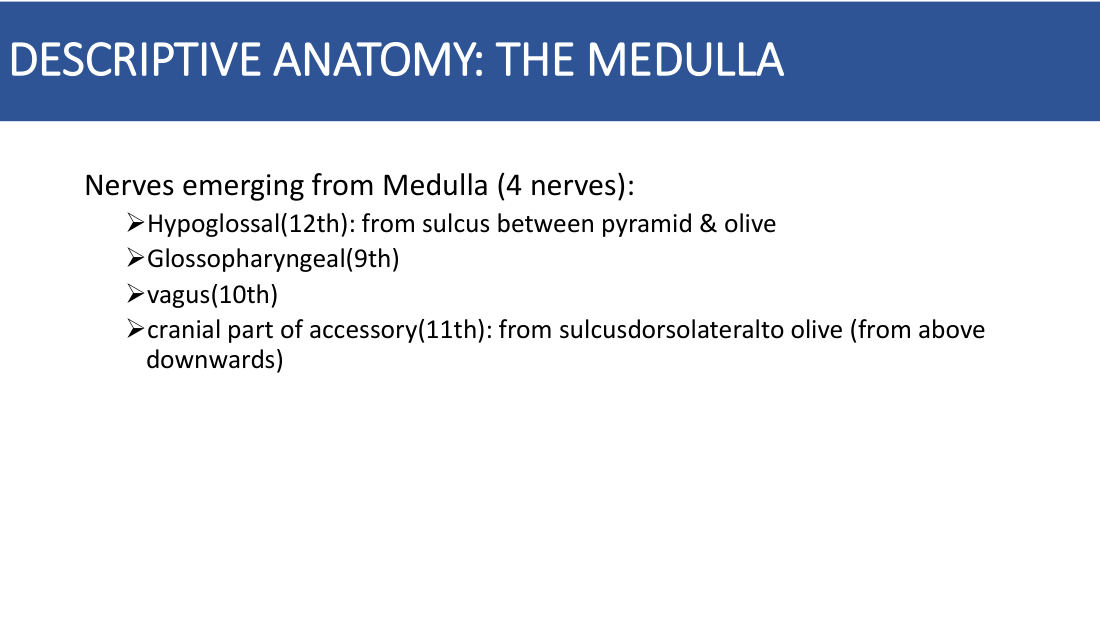 DESCRIPTIVE ANATOMY: THE MEDULLA
Nerves emerging from Medulla (4 nerves):
➢Hypoglossal(12th): from sulcus between pyramid & olive
➢Glossopharyngeal(9th)
➢vagus(10th)
➢cranial part of accessory(11th): from sulcusdorsolateralto olive (from above
downwards)